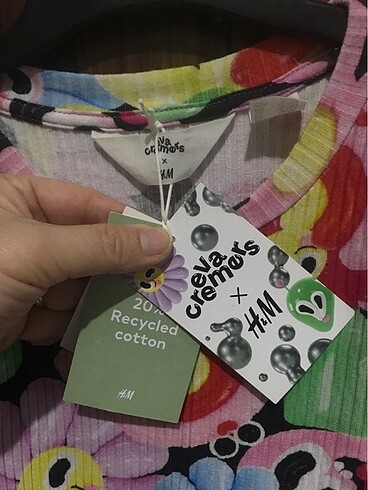 eva
cremers
×
H&M
20%
Recycled
cotton
H&M
eva
cremers
×
H&M